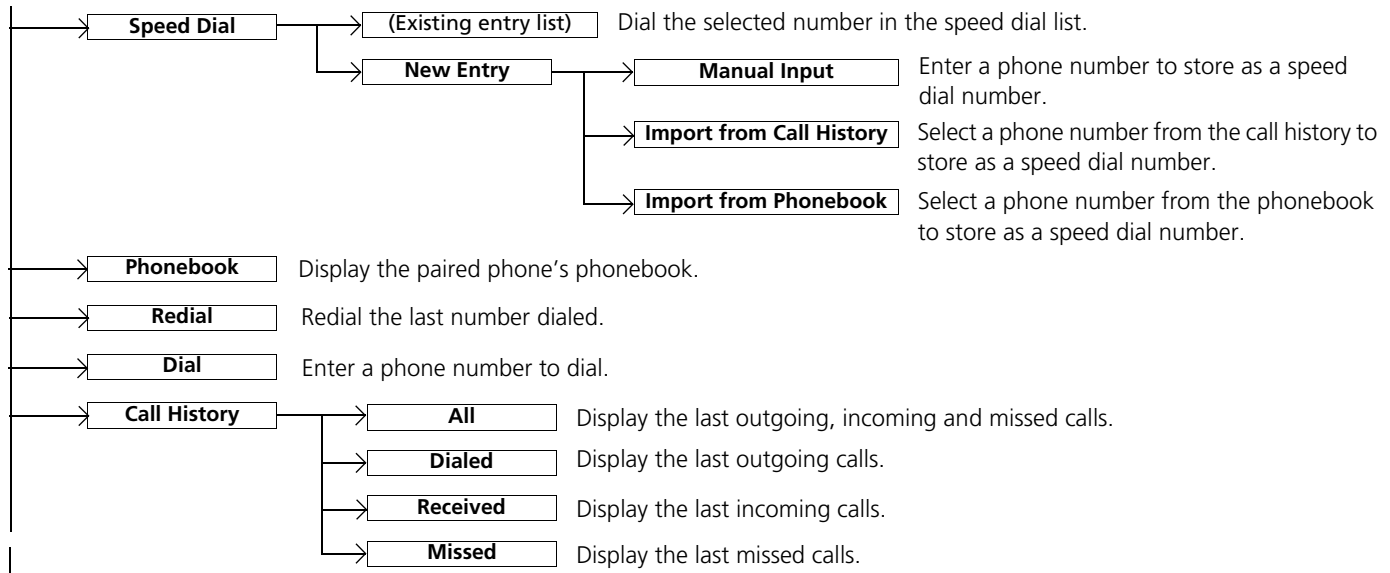 Speed Dial
(Existing entry list)
Dial the selected number in the speed dial list.
New Entry
Manual Input
Enter a phone number to store as a speed
dial number.
Import from Call History
Select a phone number from the call history to
store as a speed dial number.
Import from Phonebook
Select a phone number from the phonebook
to store as a speed dial number.
Phonebook
Display the paired phone’s phonebook.
Redial
Redial the last number dialed.
Dial
Enter a phone number to dial.
Call History
All
Display the last outgoing, incoming and missed calls.
Dialed
Display the last outgoing calls.
Received
Display the last incoming calls.
Missed
Display the last missed calls.